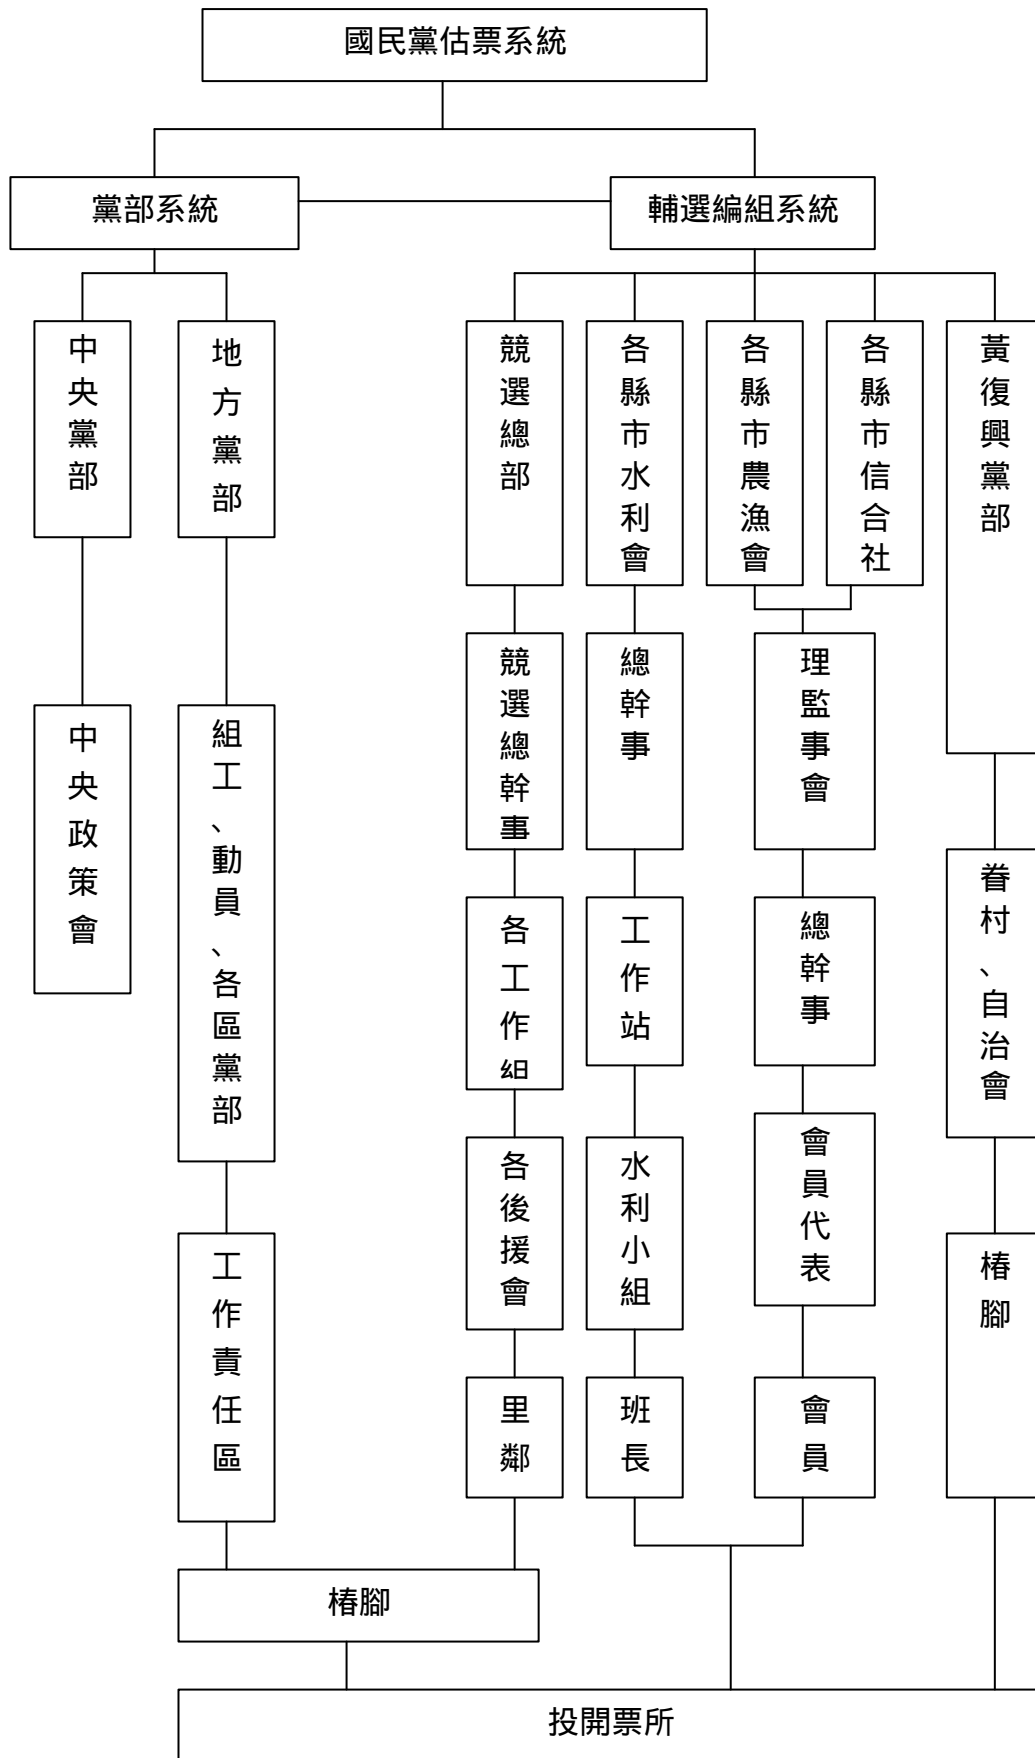 國民黨估票系統
黨部系統
輔選編組系統
中央黨部
地方黨部
競選總部
各縣市水利會
各縣市農漁會
各縣市信合社
黃復興黨部
競選總幹事
總幹事
理監事會
中央政策會
組工、動員、各區黨部
眷村、自治會
各工作組
工作站
總幹事
各後援會
水利小組
會員代表
工作責任區
樁腳
里鄰
班長
會員
樁腳
投開票所